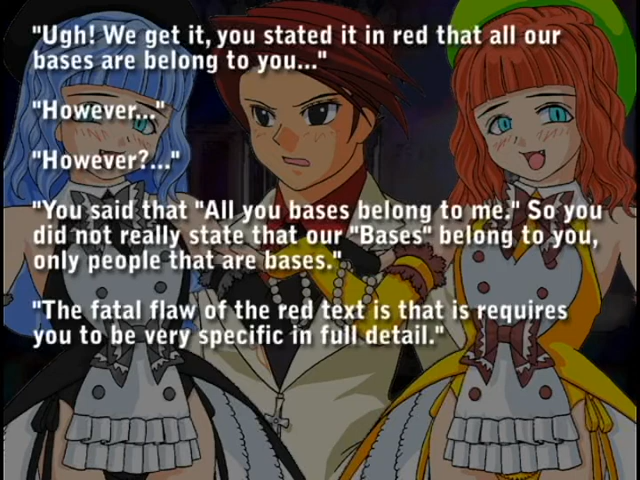 "Ugh! We get it, you stated it in red that all our
bases are belong to you..."
"However..."
"However?..."
"You said that "All you bases belong to me." So you
did not really state that our "Bases" belong to you,
only people that are bases."
"The fatal flaw of the red text is that is requires
you to be very specific in full detail."